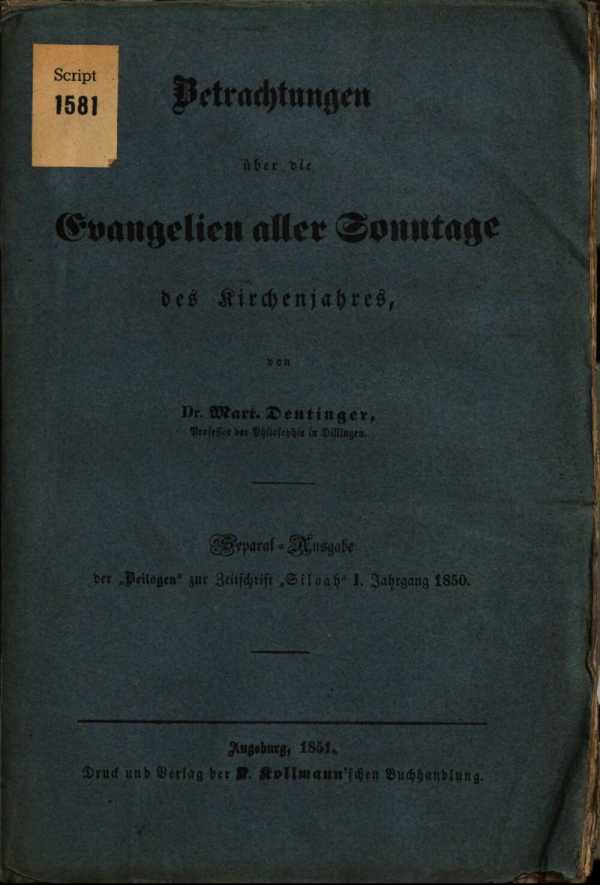 Script
1581
Betrachtungen
über die
Evangelien aller Sonntage
des Kirchenjahres,
von
Dr. Mart. Deutinger,
Professor der Philosophie in Dillingen.
Separat-Ausgabe
der „Beilagen“ zur Zeitschrift „Siloah“ I. Jahrgang 1850.
Augsburg, 1851.
Druck und Verlag der K. Kollmann'schen Buchhandlung.